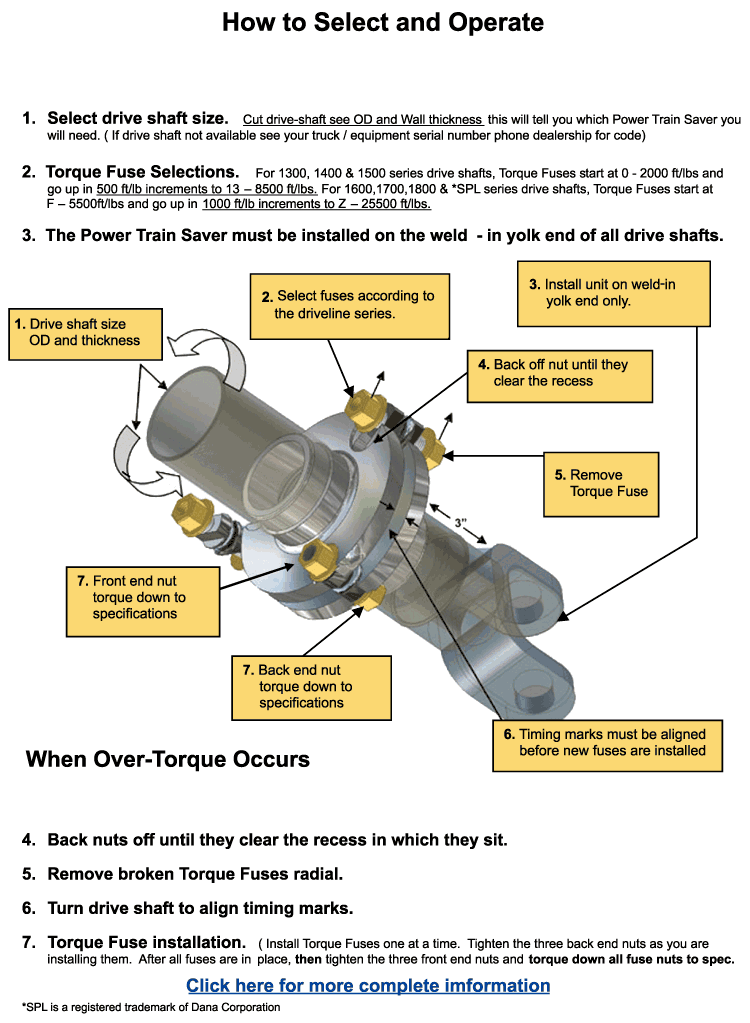 How to Select and Operate
1. Select drive shaft size. Cut drive-shaft see OD and Wall thickness this will tell you which Power Train Saver you
will need. ( If drive shaft not available see your truck / equipment serial number phone dealership for code)
2. Torque Fuse Selections. For 1300, 1400 & 1500 series drive shafts, Torque Fuses start at 0 - 2000 ft/lbs and
go up in 500 ft/lb increments to 13 – 8500 ft/lbs. For 1600,1700,1800 & *SPL series drive shafts, Torque Fuses start at
F – 5500ft/lbs and go up in 1000 ft/lb increments to Z – 25500 ft/lbs.
3. The Power Train Saver must be installed on the weld - in yolk end of all drive shafts.
1. Drive shaft size
OD and thickness
2. Select fuses according to
the driveline series.
3. Install unit on weld-in
yolk end only.
4. Back off nut until they
clear the recess
5. Remove
Torque Fuse
3"
7. Front end nut
torque down to
specifications
7. Back end nut
torque down to
specifications
6. Timing marks must be aligned
before new fuses are installed
When Over-Torque Occurs
4. Back nuts off until they clear the recess in which they sit.
5. Remove broken Torque Fuses radial.
6. Turn drive shaft to align timing marks.
7. Torque Fuse installation. ( Install Torque Fuses one at a time. Tighten the three back end nuts as you are
installing them. After all fuses are in place, then tighten the three front end nuts and torque down all fuse nuts to spec.
Click here for more complete imformation
*SPL is a registered trademark of Dana Corporation